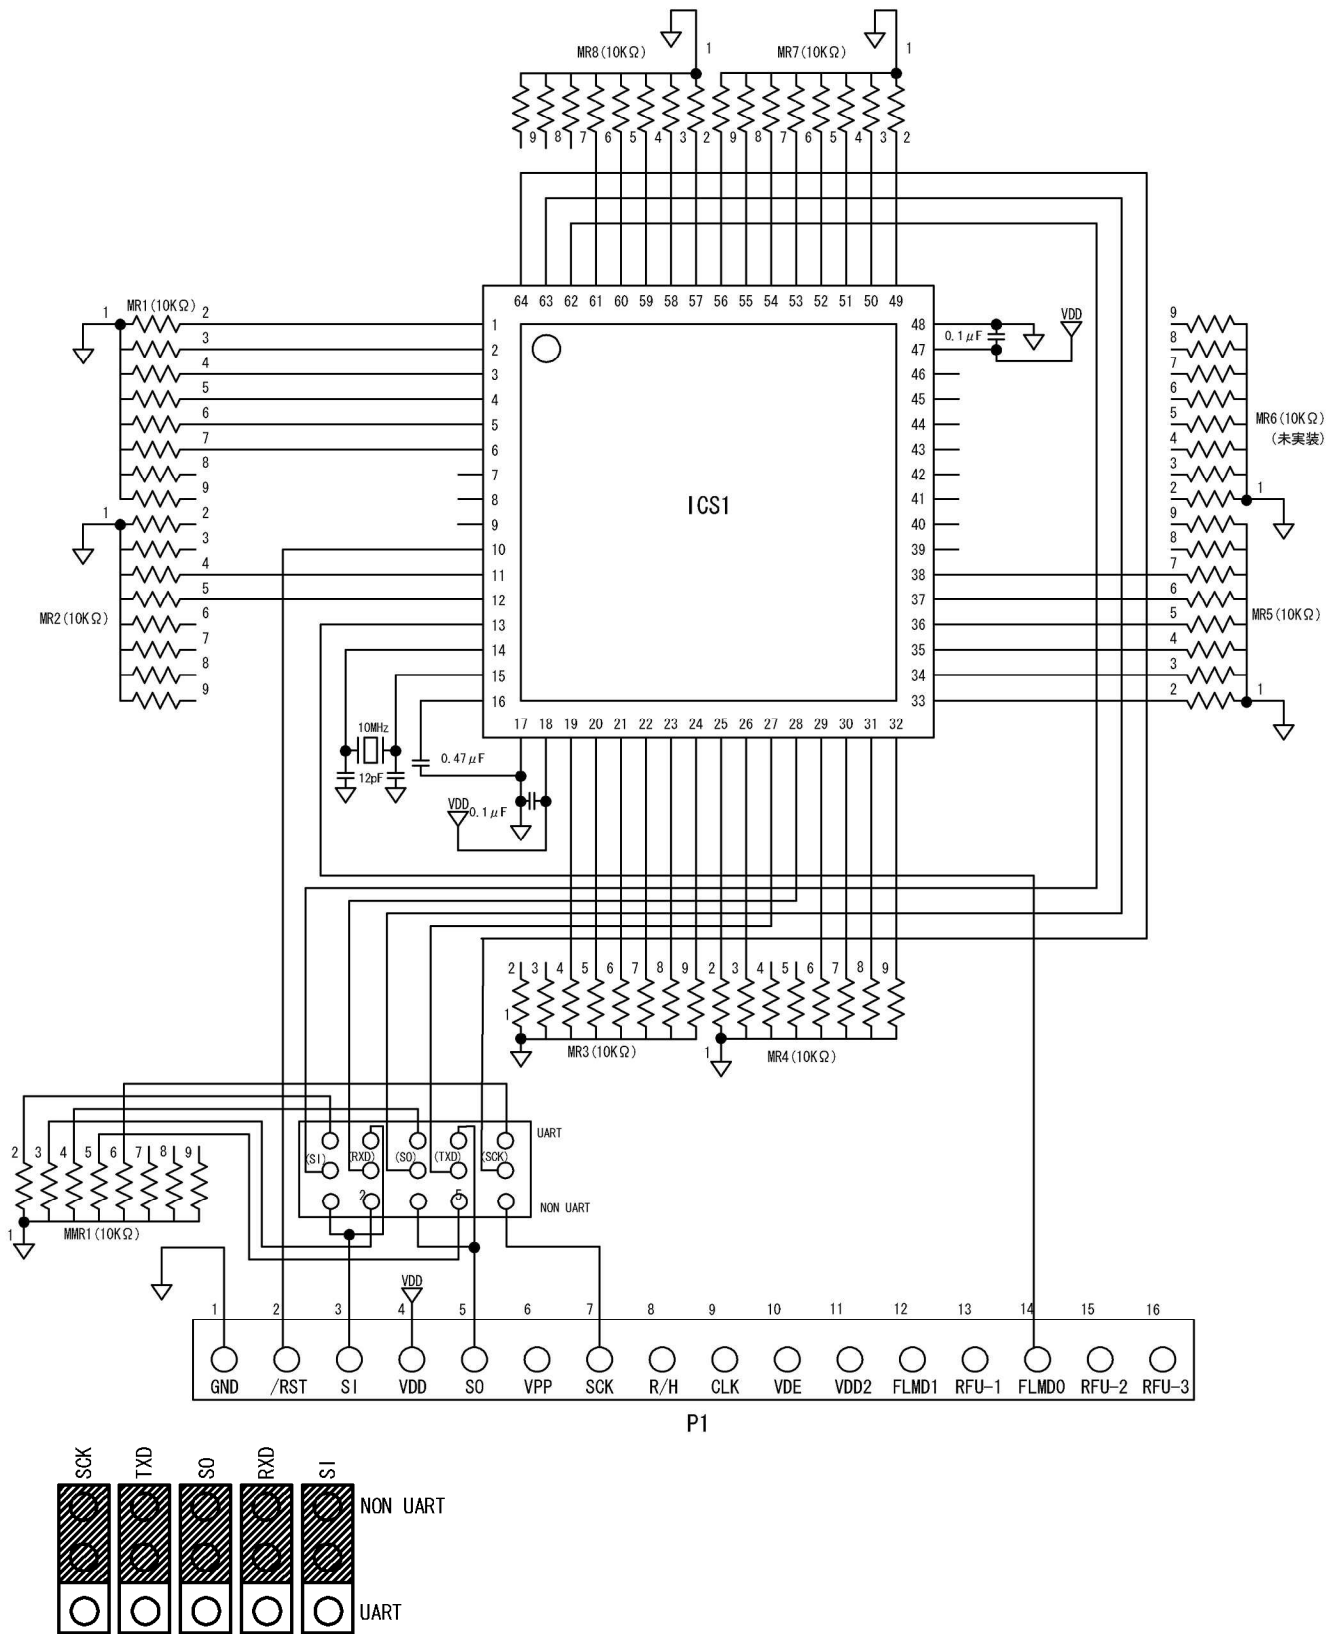 MR8(10KΩ) 1 MR7(10KΩ) 1
9 8 7 6 5 4 3 2 9 8 7 6 5 4 3 2
64 63 62 61 60 59 58 57 56 55 54 53 52 51 50 49
1 MR1(10KΩ) 2
3
4
5
6
7
8
9
1 2
3
4
5
MR2(10KΩ) 6
7
8
9
1
2
3
4
5
6
7
8
9
10
11
12
13
14
15
16
ICS1
48
47
46
45
44
43
42
41
40
39
38
37
36
35
34
33
0.1μF VDD
9
8
7
6
5
4
3
2 1
MR6(10KΩ)
(未実装)
9
8
7
6
5
4
3
2 1
MR5(10KΩ)
17 18 19 20 21 22 23 24 25 26 27 28 29 30 31 32
10MHz
12pF
0.47μF
VDD 0.1μF
2 3 4 5 6 7 8 9 2 3 4 5 6 7 8 9
1 MR3(10KΩ) 1 MR4(10KΩ)
2 3 4 5 6 7 8 9
1 MMR1(10KΩ)
UART
(SI) (RXD) (SO) (TXD) (SCK)
2 5
NON UART
VDD
1 2 3 4 5 6 7 8 9 10 11 12 13 14 15 16
GND /RST SI VDD SO VPP SCK R/H CLK VDE VDD2 FLMD1 RFU-1 FLMD0 RFU-2 RFU-3
P1
SCK TXD SO RXD SI
NON UART
UART